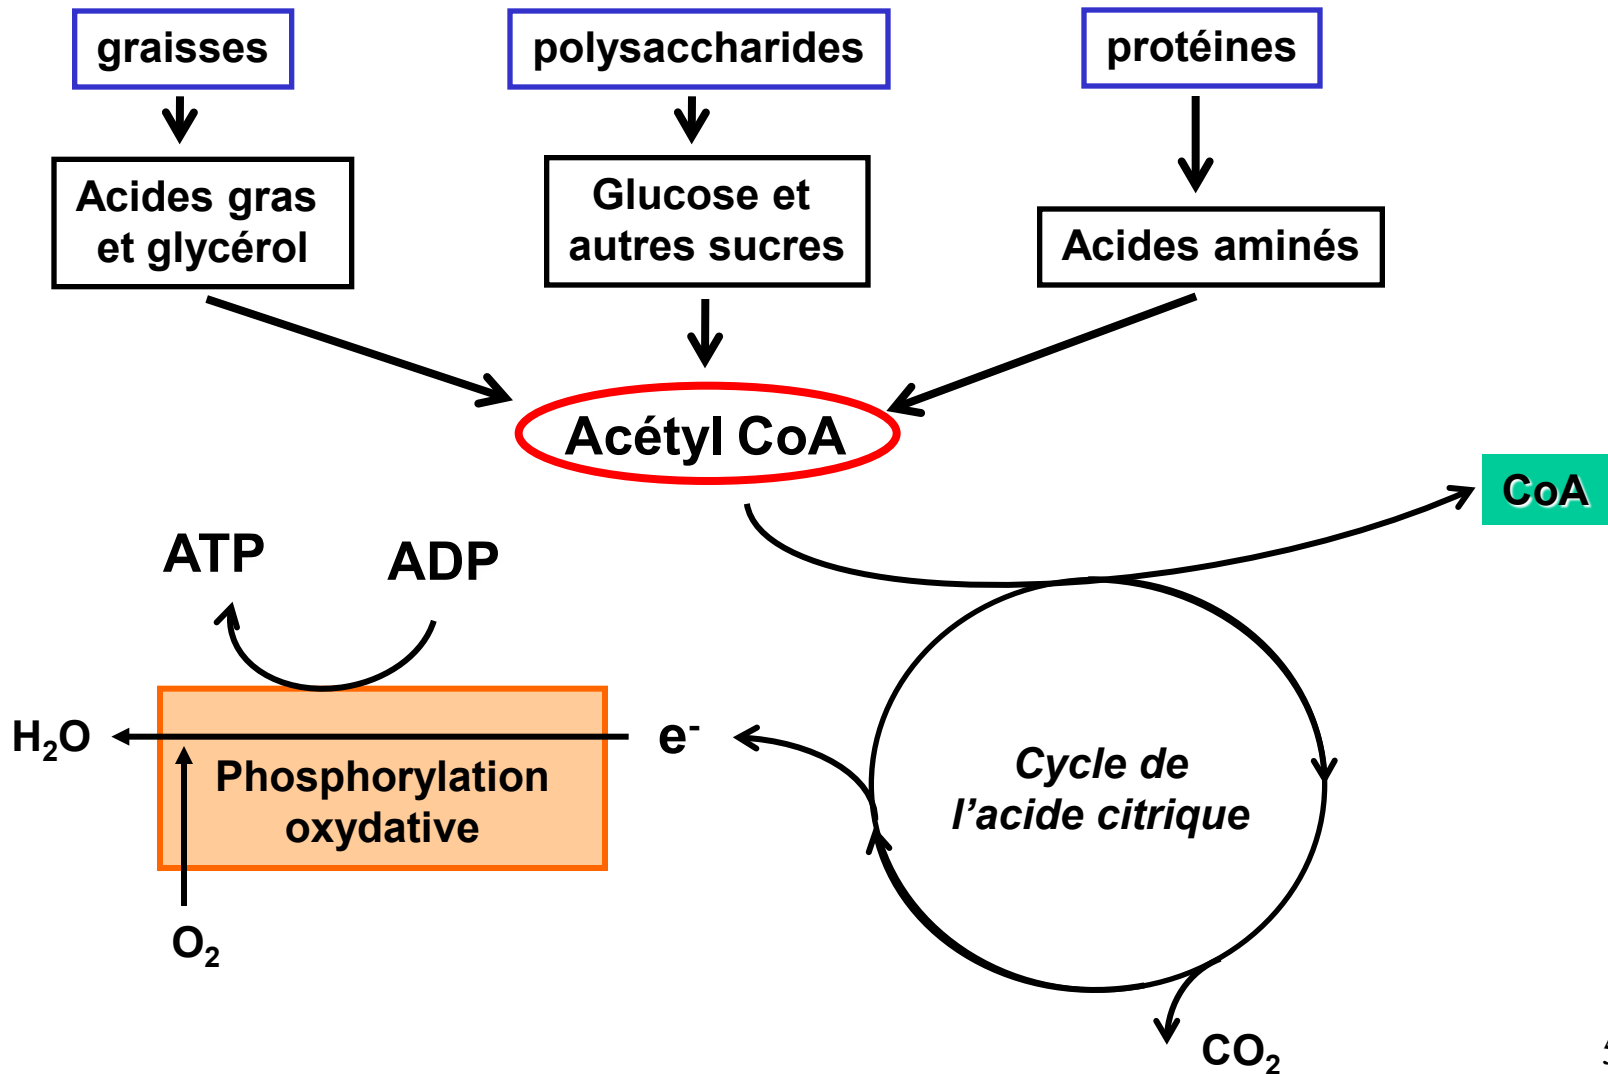 graisses
polysaccharides
protéines
Acides gras
et glycérol
Glucose et
autres sucres
Acides aminés
Acétyl CoA
CoA
ATP
ADP
H₂O
e⁻
Phosphorylation
oxydative
O₂
Cycle de
l’acide citrique
CO₂